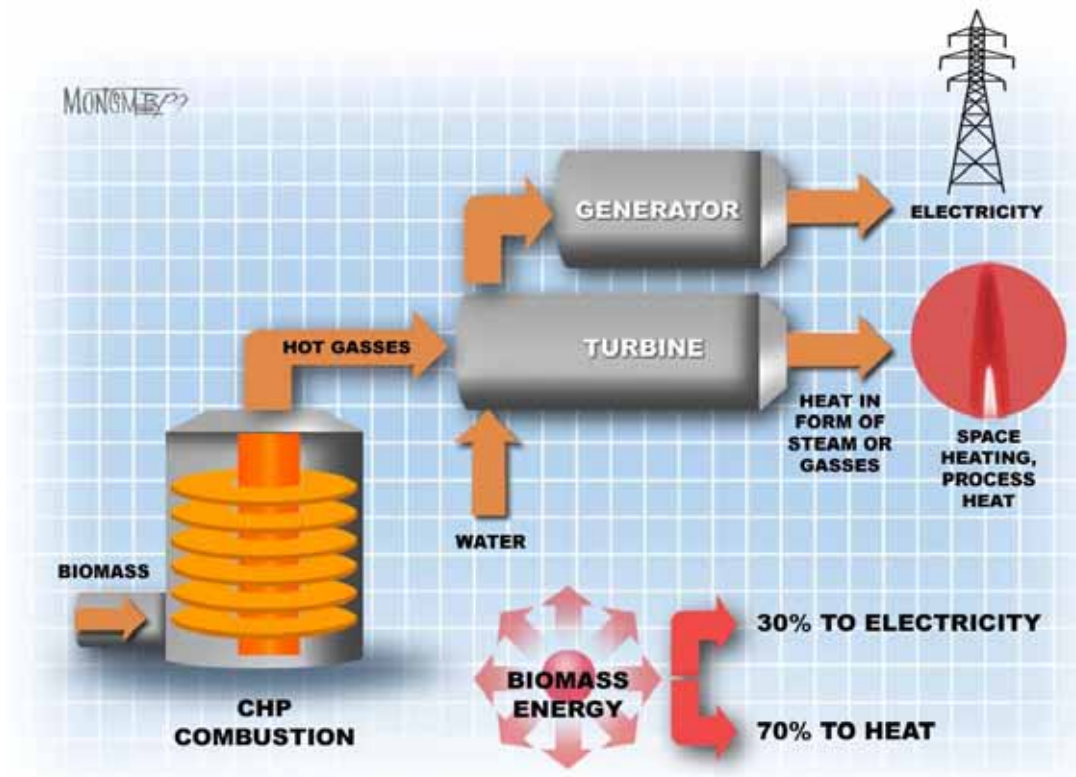 ELECTRICITY
GENERATOR
HOT GASSES
TURBINE
HEAT IN
FORM OF
STEAM OR
GASSES
SPACE
HEATING,
PROCESS
HEAT
WATER
BIOMASS
CHP
COMBUSTION
BIOMASS
ENERGY
30% TO ELECTRICITY
70% TO HEAT